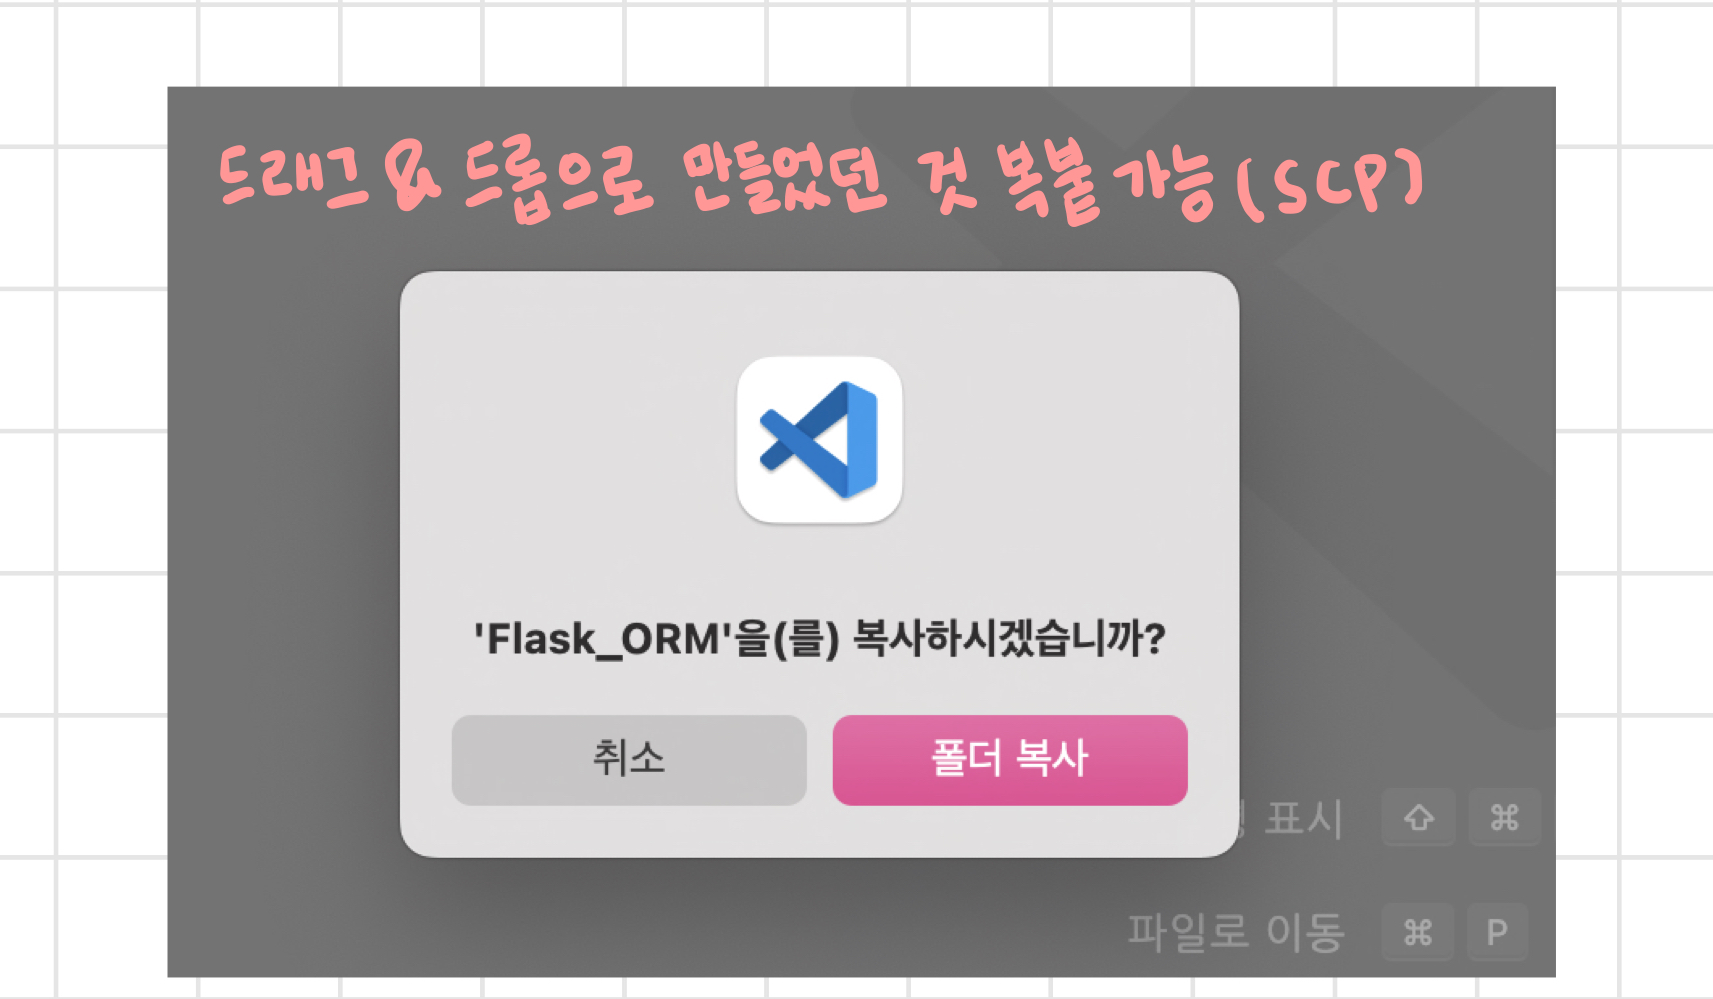 드래그 & 드롭으로 만들었던 것 복붙 가능 (SCP)
'Flask_ORM'을(를) 복사하시겠습니까?
취소 폴더 복사
표시 ⇧ ⌘
파일로 이동 ⌘ P